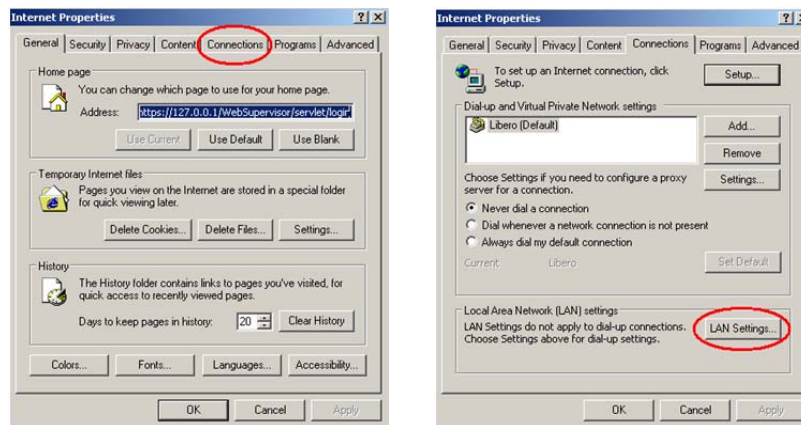 Internet Properties
General Security Privacy Content Connections Programs Advanced
Home page
You can change which page to use for your home page.
Address: https://127.0.0.1/WebSupervisor/servlet/login
Use Current Use Default Use Blank
Temporary Internet files
Pages you view on the Internet are stored in a special folder
for quick viewing later.
Delete Cookies... Delete Files... Settings...
History
The History folder contains links to pages you've visited, for
quick access to recently viewed pages.
Days to keep pages in history: 20 Clear History
Colors... Fonts... Languages... Accessibility...
OK Cancel Apply
Internet Properties
General Security Privacy Content Connections Programs Advanced
To set up an Internet connection, click
Setup.
Setup...
Dial-up and Virtual Private Network settings
Libero (Default)
Add...
Remove
Choose Settings if you need to configure a proxy
server for a connection.
Settings...
Never dial a connection
Dial whenever a network connection is not present
Always dial my default connection
Current: Libero Set Default
Local Area Network (LAN) settings
LAN Settings do not apply to dial-up connections.
Choose Settings above for dial-up settings.
LAN Settings...
OK Cancel Apply